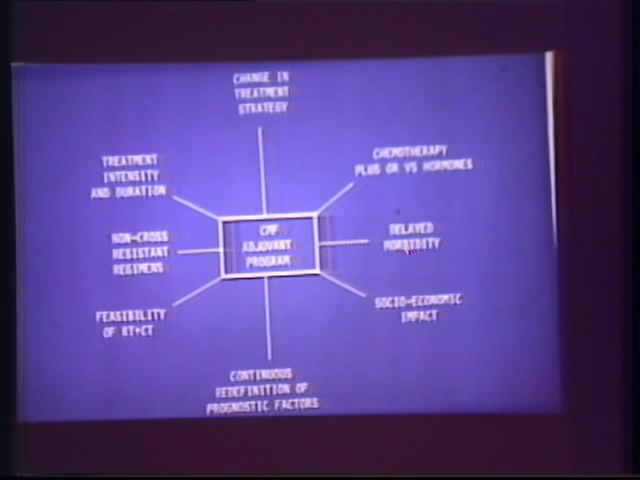 CHANGE IN
TREATMENT
STRATEGY
CHEMOTHERAPY
PLUS OR VS HORMONES
TREATMENT
INTENSITY
AND DURATION
CMF
ADJUVANT
PROGRAM
DELAYED
MORBIDITY
NON-CROSS
RESISTANT
REGIMENS
SOCIO-ECONOMIC
IMPACT
FEASIBILITY
OF RT+CT
CONTINUOUS
REDEFINITION OF
PROGNOSTIC FACTORS